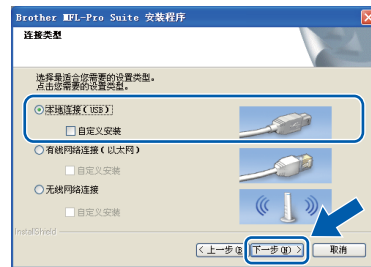 Brother MFL-Pro Suite 安装程序
连接类型
选择最适合您需要的设置类型。
点击您需要的设置类型。
本地连接(USB)
自定义安装
有线网络连接(以太网)
自定义安装
无线网络连接
自定义安装
InstallShield
< 上一步(B) 下一步(N) > 取消